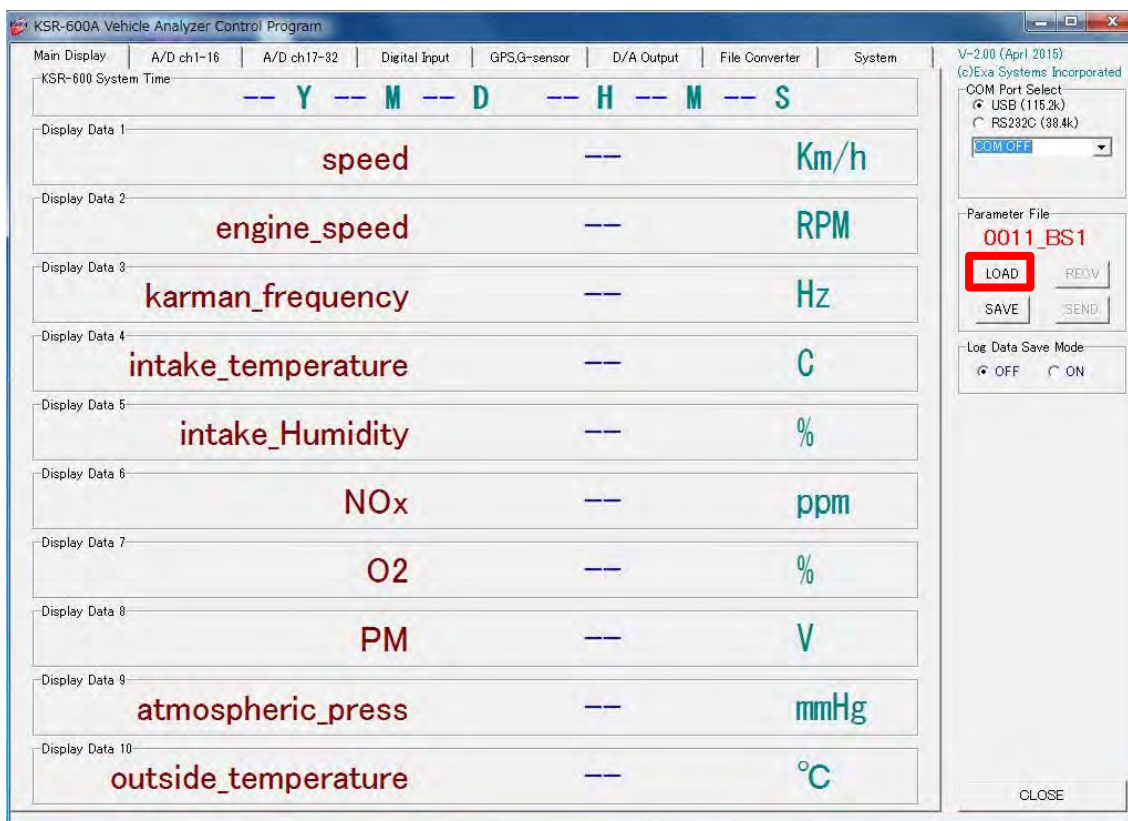 KSR-600A Vehicle Analyzer Control Program
Main Display A/D ch1-16 A/D ch17-32 Digital Input GPS,G-sensor D/A Output File Converter System
KSR-600 System Time
-- Y -- M -- D -- H -- M -- S
Display Data 1
speed -- Km/h
Display Data 2
engine_speed -- RPM
Display Data 3
karman_frequency -- Hz
Display Data 4
intake_temperature -- C
Display Data 5
intake_Humidity -- %
Display Data 6
NOx -- ppm
Display Data 7
O2 -- %
Display Data 8
PM -- V
Display Data 9
atmospheric_press -- mmHg
Display Data 10
outside_temperature -- °C
V-2.00 (Aprl 2015)
(c)Exa Systems Incorporated
COM Port Select
USB (115.2k)
RS232C (38.4k)
COM OFF
Parameter File
0011_BS1
LOAD RECV
SAVE SEND
Log Data Save Mode
OFF ON
CLOSE